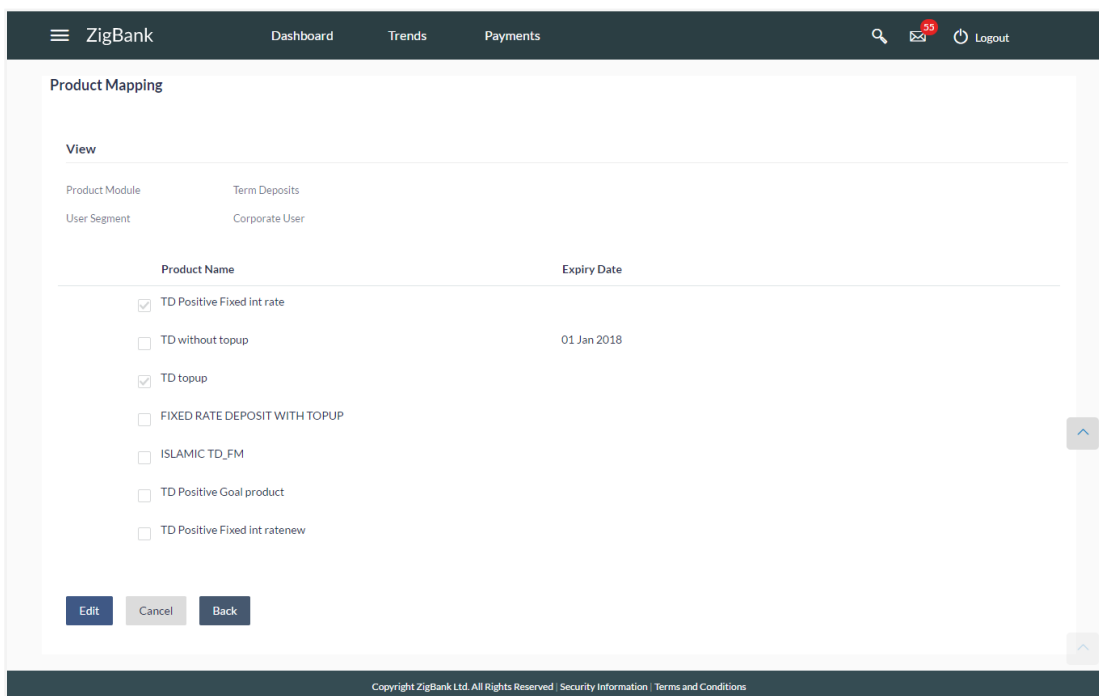 ZigBank Dashboard Trends Payments 55 Logout
Product Mapping
View
Product Module Term Deposits
User Segment Corporate User
Product Name Expiry Date
TD Positive Fixed int rate
TD without topup 01 Jan 2018
TD topup
FIXED RATE DEPOSIT WITH TOPUP
ISLAMIC TD_FM
TD Positive Goal product
TD Positive Fixed int ratenew
Edit Cancel Back
Copyright ZigBank Ltd. All Rights Reserved | Security Information | Terms and Conditions